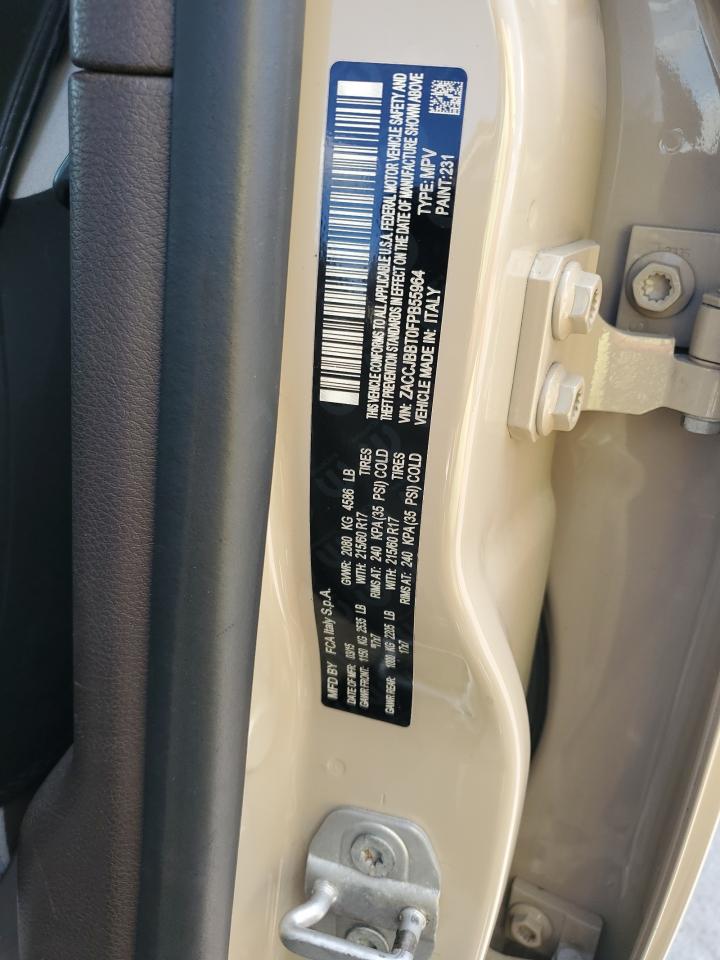 MFD BY FCA Italy S.p.A.
DATE OF MFR: 03/15 GVWR: 2080 KG 4586 LB
GAWR FRONT: 1150 KG 2535 LB WITH: 215/60 R17 TIRES
17x7 RIMS AT: 240 KPA(35 PSI) COLD
GAWR REAR: 1000 KG 2205 LB WITH: 215/60 R17 TIRES
17x7 RIMS AT: 240 KPA(35 PSI) COLD
THIS VEHICLE CONFORMS TO ALL APPLICABLE U.S.A. FEDERAL MOTOR VEHICLE SAFETY AND
THEFT PREVENTION STANDARDS IN EFFECT ON THE DATE OF MANUFACTURE SHOWN ABOVE
VIN: ZACCJBBT0FPB55964 TYPE: MPV
VEHICLE MADE IN: ITALY PAINT: 231